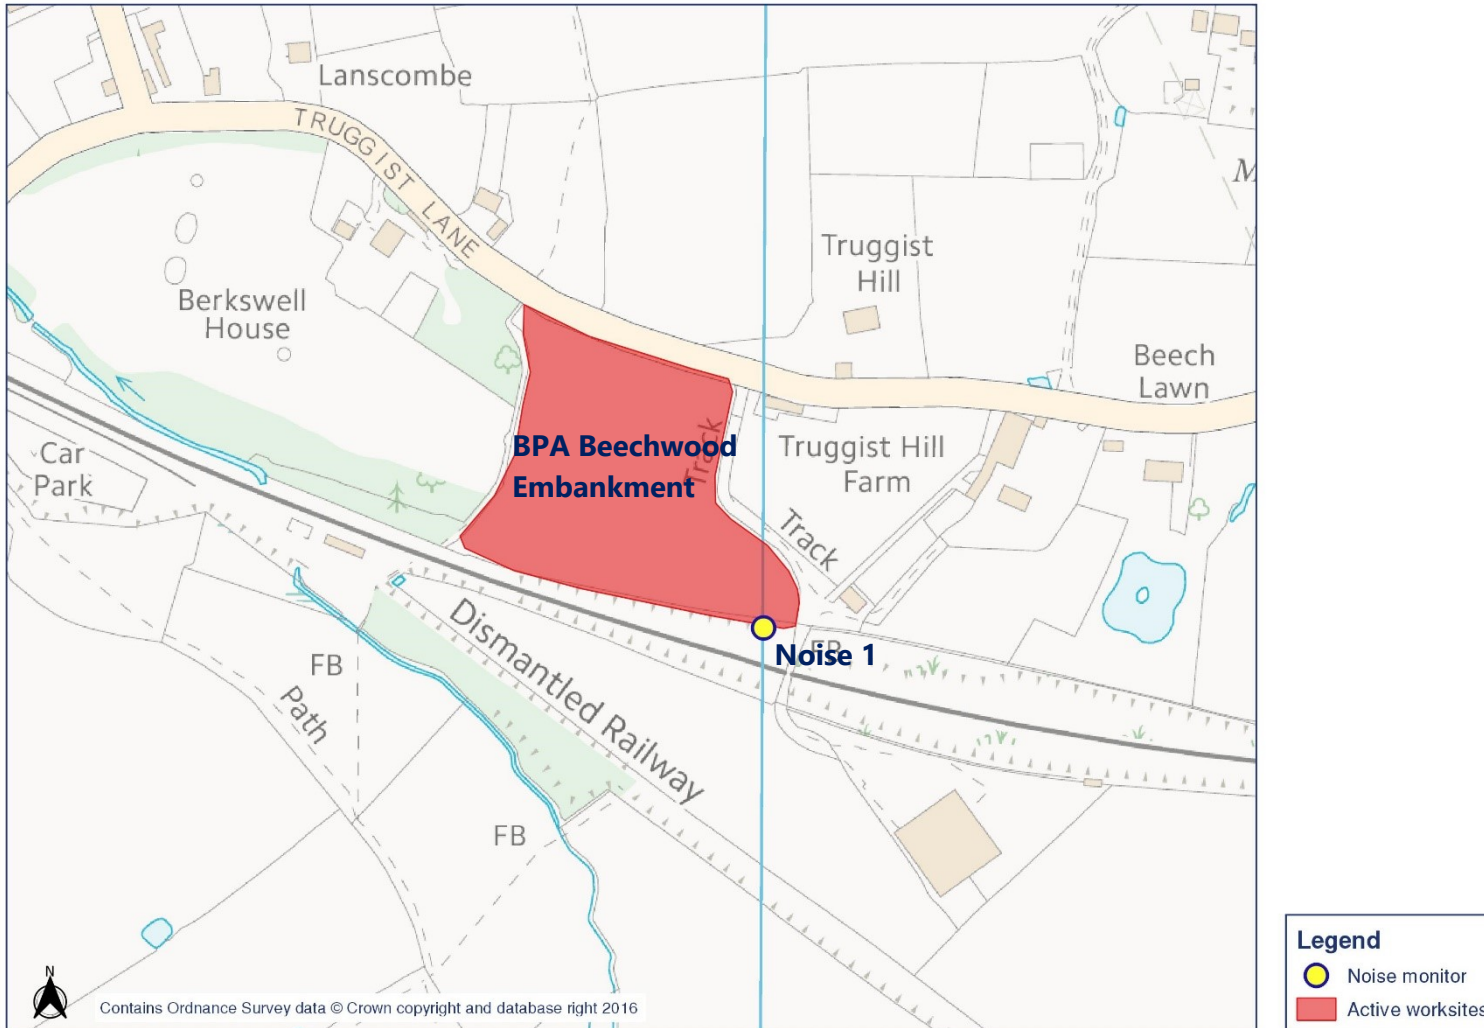 Lanscombe
TRUGGIST LANE
M
Truggist
Hill
Berkswell
House
Beech
Lawn
Car
Park
BPA Beechwood
Embankment
Track
Truggist Hill
Farm
Track
Dismantled Railway
FB
Noise 1
FB
Path
FB
N
Contains Ordnance Survey data © Crown copyright and database right 2016
Legend
Noise monitor
Active worksites